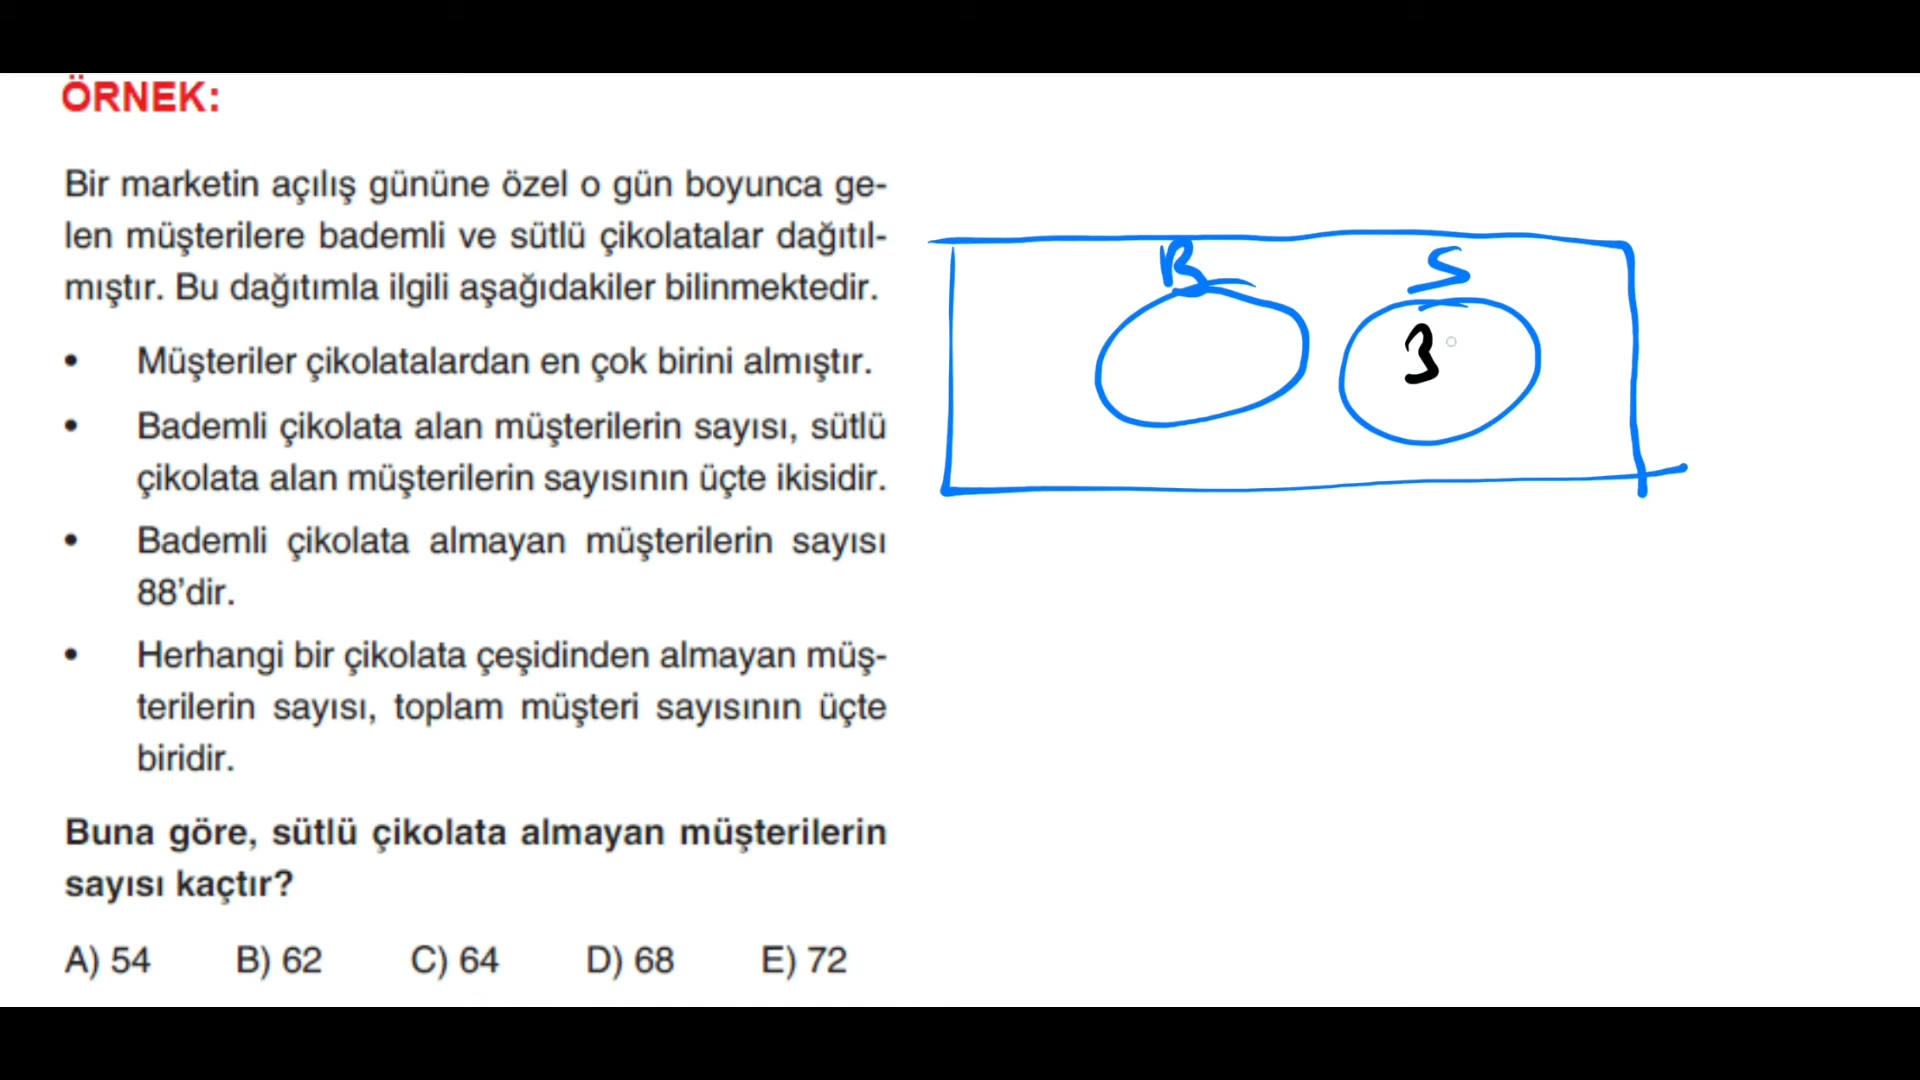 ÖRNEK:
Bir marketin açılış gününe özel o gün boyunca ge-
len müşterilere bademli ve sütlü çikolatalar dağıtıl-
mıştır. Bu dağıtımla ilgili aşağıdakiler bilinmektedir.
• Müşteriler çikolatalardan en çok birini almıştır.
• Bademli çikolata alan müşterilerin sayısı, sütlü
çikolata alan müşterilerin sayısının üçte ikisidir.
• Bademli çikolata almayan müşterilerin sayısı
88'dir.
• Herhangi bir çikolata çeşidinden almayan müş-
terilerin sayısı, toplam müşteri sayısının üçte
biridir.
Buna göre, sütlü çikolata almayan müşterilerin
sayısı kaçtır?
A) 54 B) 62 C) 64 D) 68 E) 72
B S
3